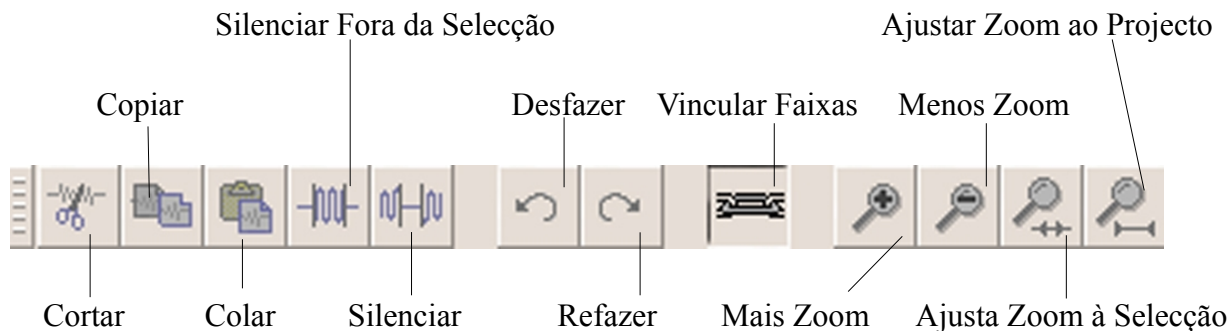 Silenciar Fora da Selecção Ajustar Zoom ao Projecto
Copiar Desfazer Vincular Faixas Menos Zoom
Cortar Colar Silenciar Refazer Mais Zoom Ajusta Zoom à Selecção